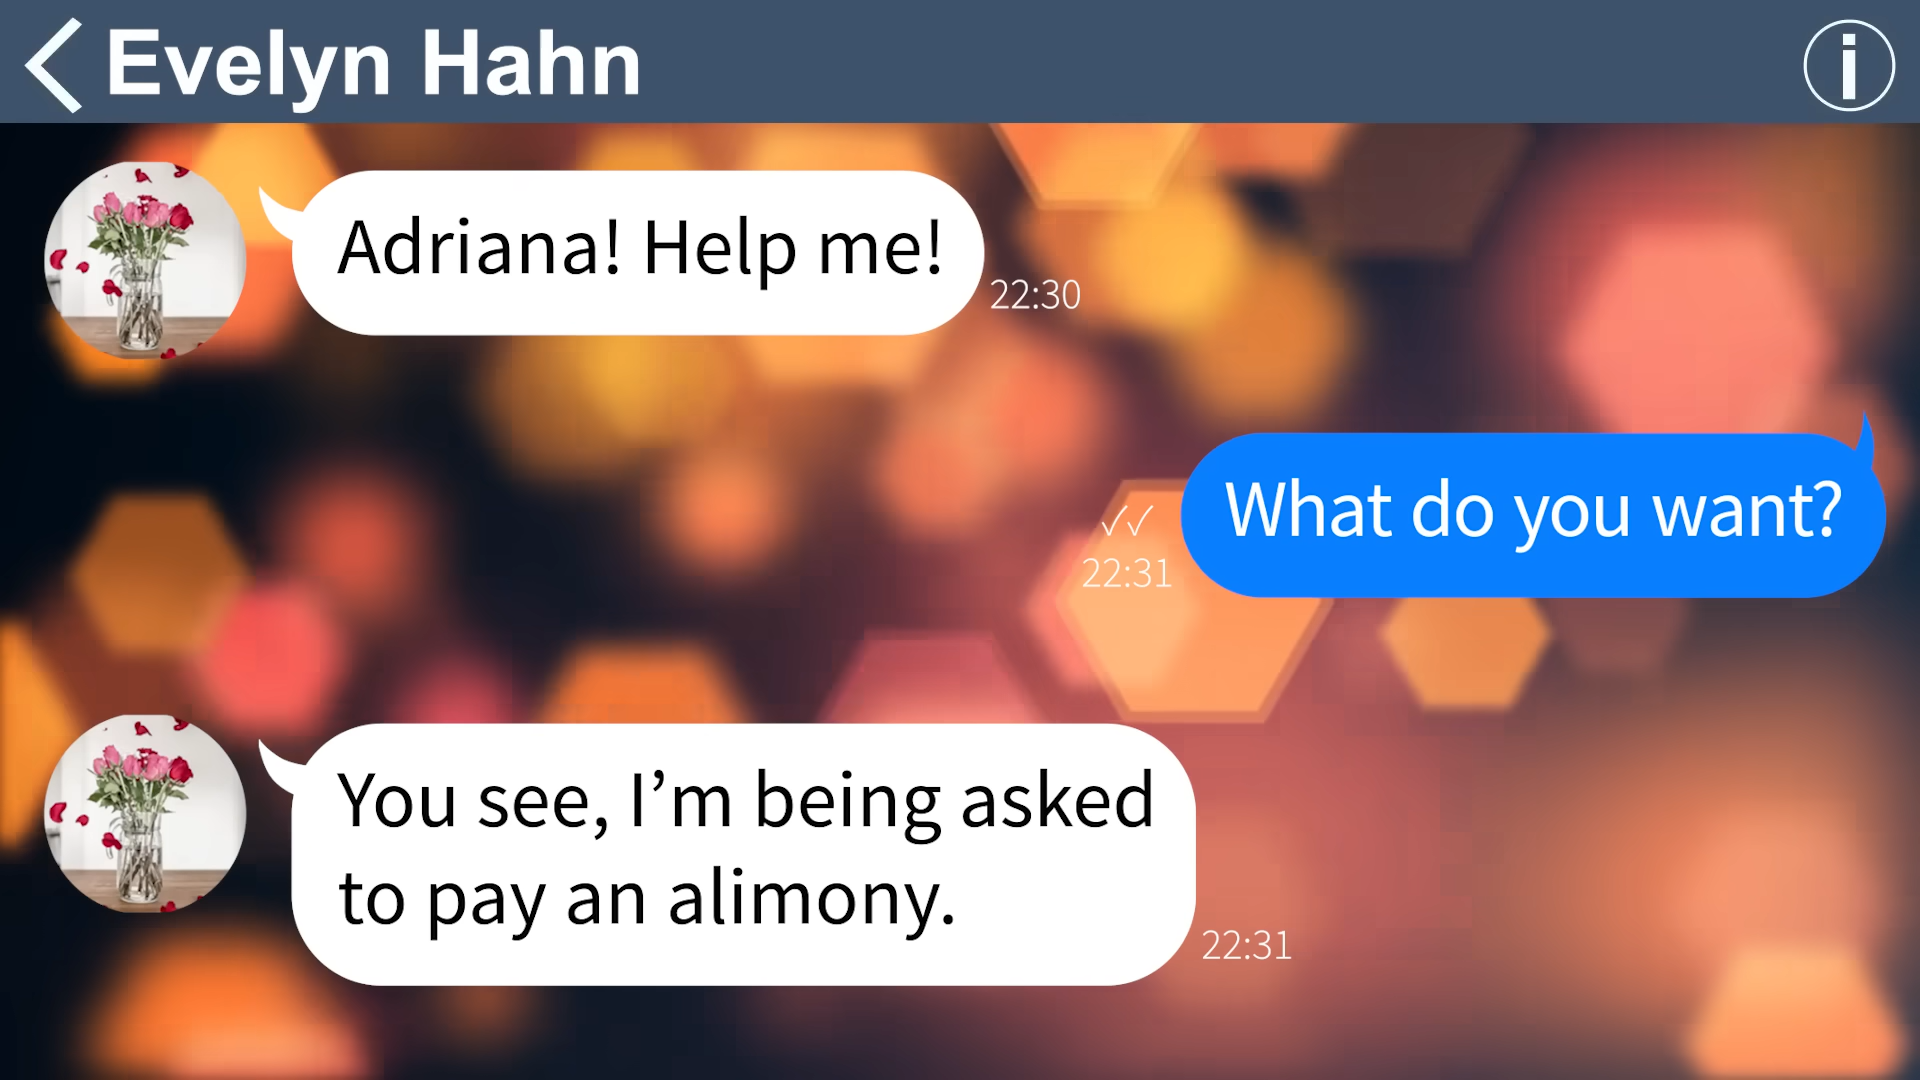 Evelyn Hahn
Adriana! Help me!
22:30
What do you want?
22:31
You see, I’m being asked
to pay an alimony.
22:31